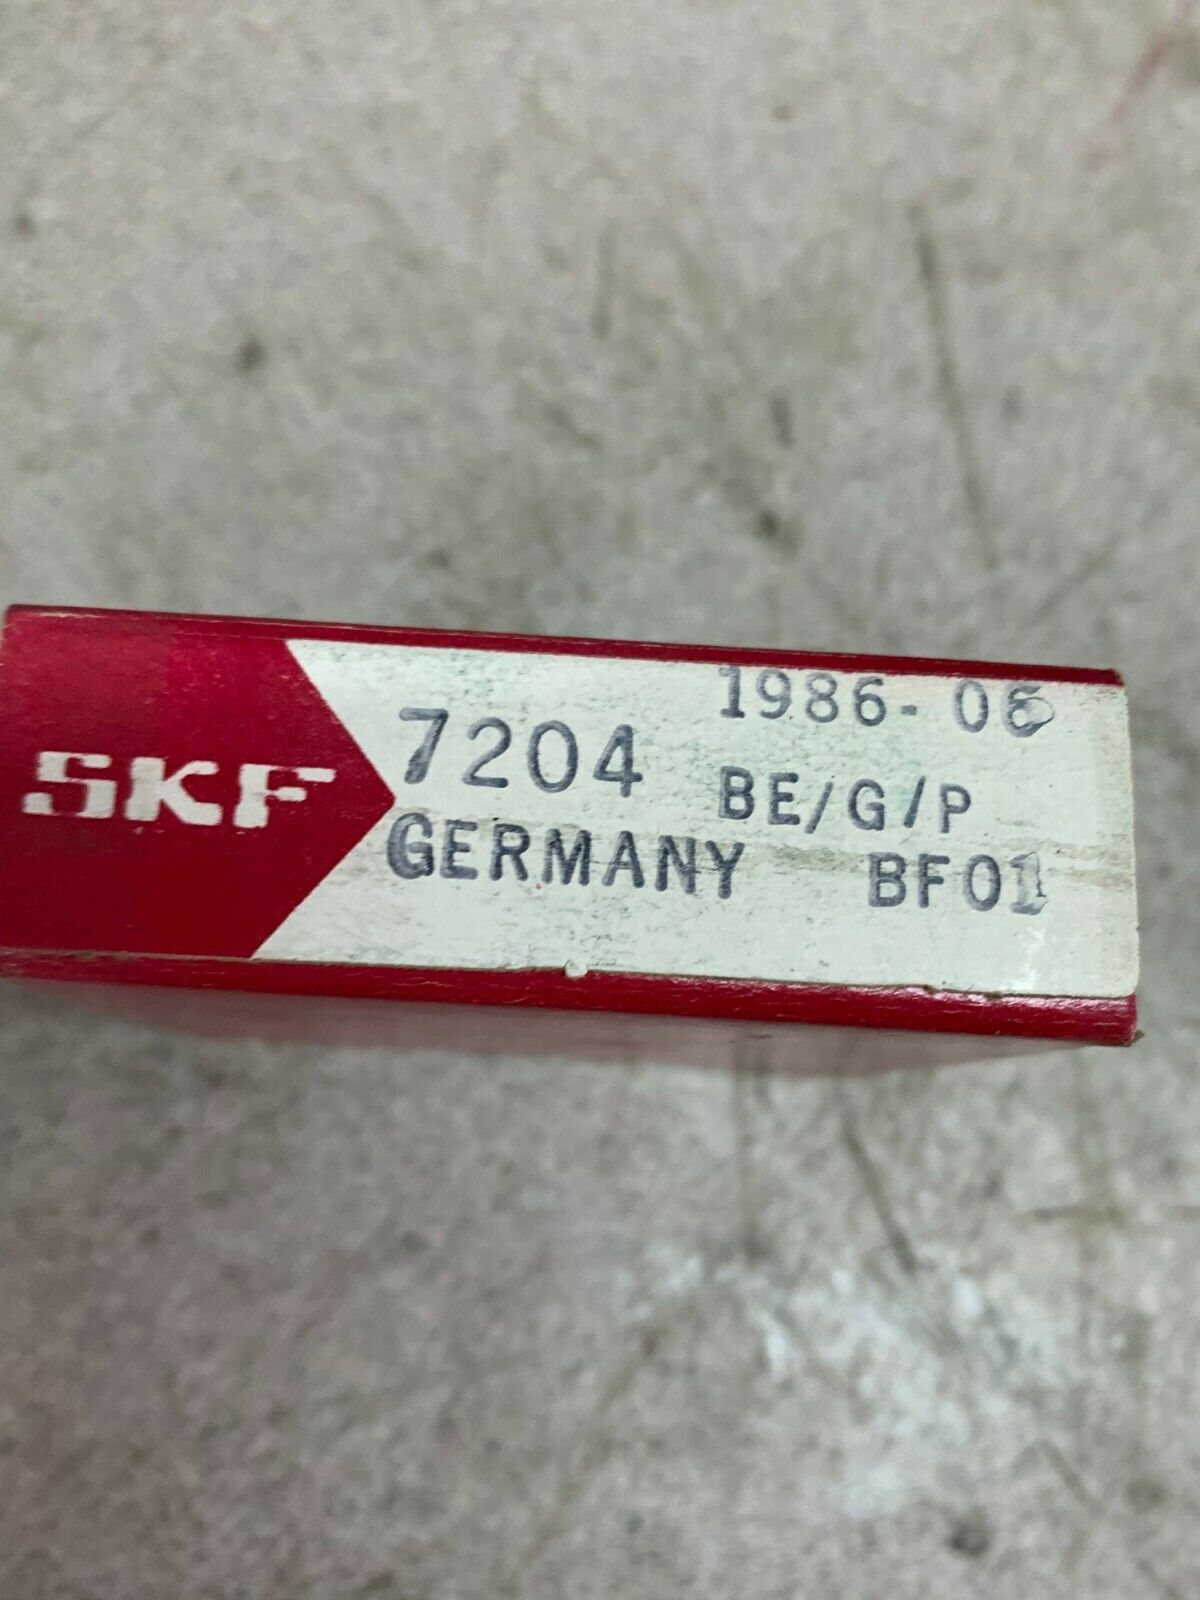 SKF
1986-06
7204 BE/G/P
GERMANY BF01